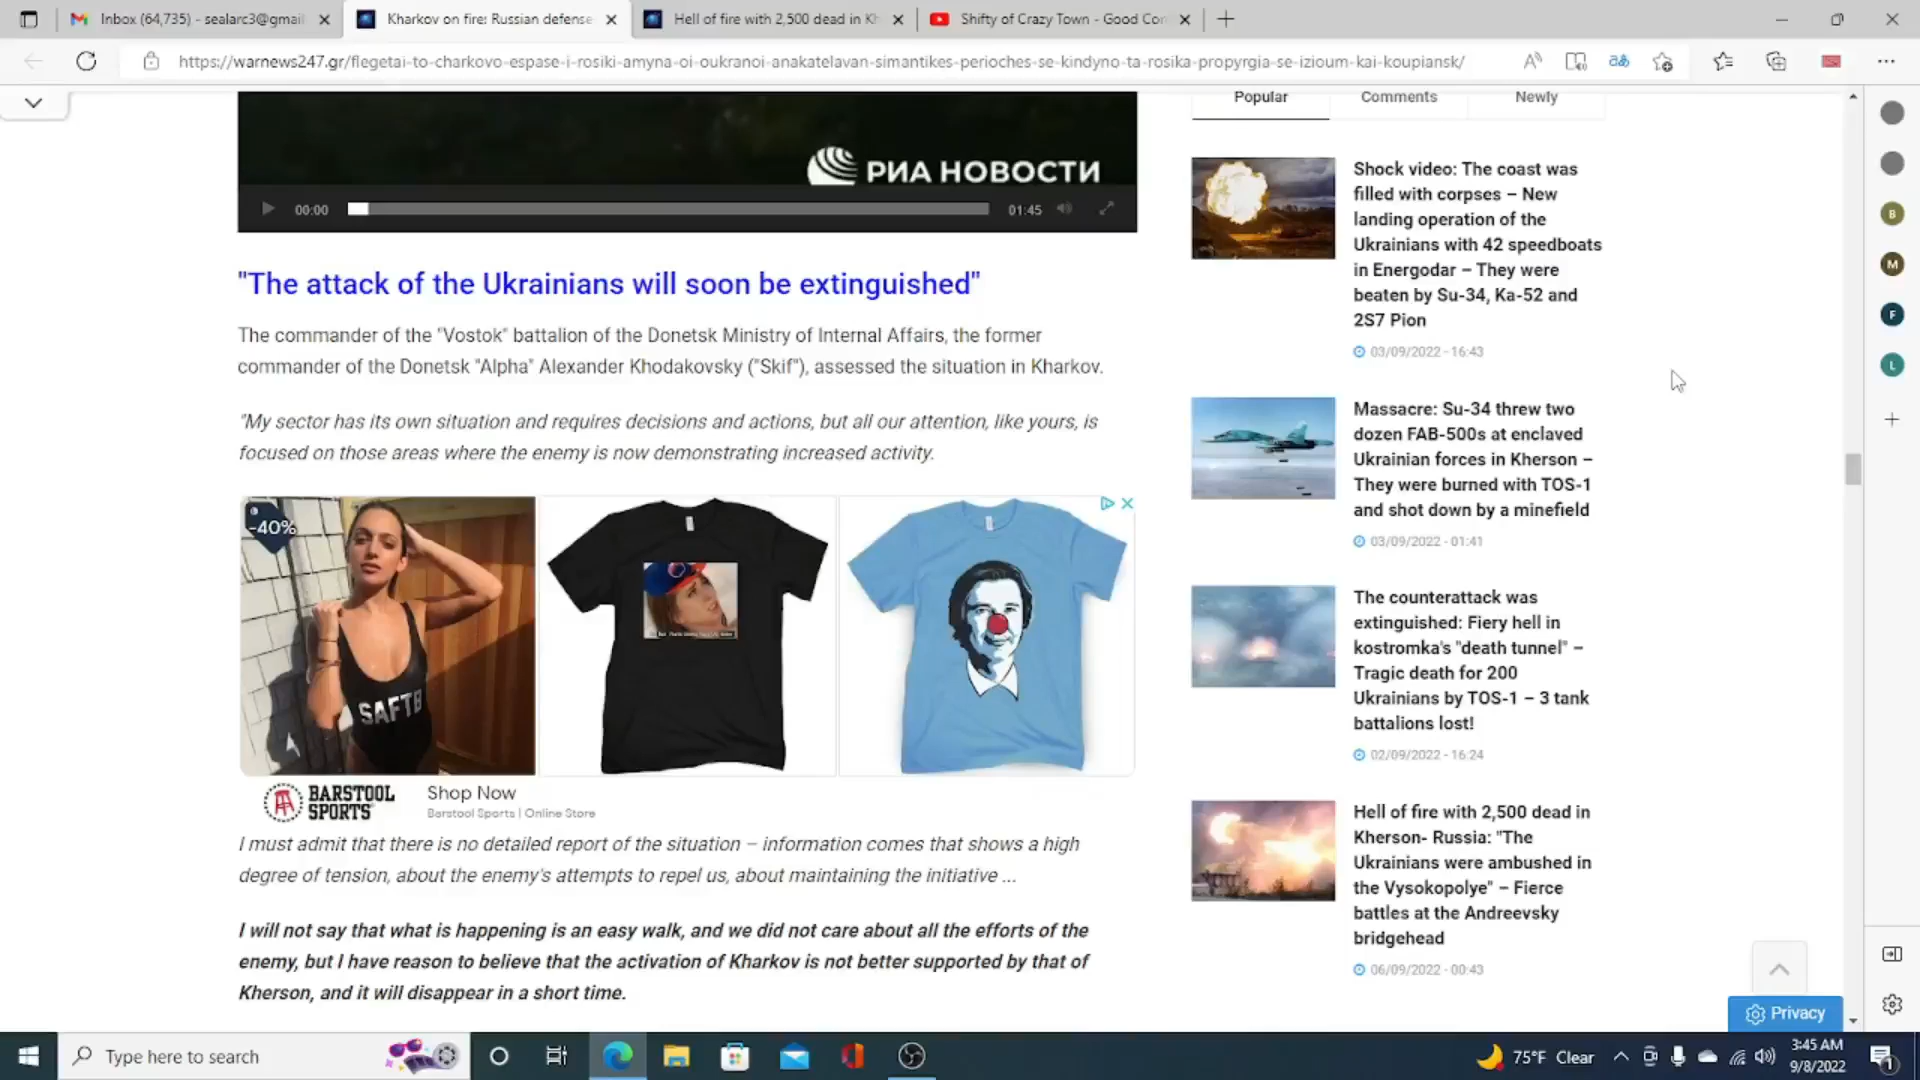 Inbox (64,735) - sealarc3@gmail
Kharkov on fire: Russian defense
Hell of fire with 2,500 dead in Kh
Shifty of Crazy Town - Good Con
https://warnews247.gr/flegetai-to-charkovo-espase-i-rosiki-amyna-oi-oukranoi-anakatelavan-simantikes-perioches-se-kindyno-ta-rosika-propyrgia-se-izioum-kai-koupiansk/
РИА НОВОСТИ
00:00
01:45
"The attack of the Ukrainians will soon be extinguished"
The commander of the "Vostok" battalion of the Donetsk Ministry of Internal Affairs, the former
commander of the Donetsk "Alpha" Alexander Khodakovsky ("Skif"), assessed the situation in Kharkov.
"My sector has its own situation and requires decisions and actions, but all our attention, like yours, is
focused on those areas where the enemy is now demonstrating increased activity.
-40%
SAFTB
BARSTOOL
SPORTS
Shop Now
Barstool Sports | Online Store
I must admit that there is no detailed report of the situation – information comes that shows a high
degree of tension, about the enemy's attempts to repel us, about maintaining the initiative ...
I will not say that what is happening is an easy walk, and we did not care about all the efforts of the
enemy, but I have reason to believe that the activation of Kharkov is not better supported by that of
Kherson, and it will disappear in a short time.
Popular
Comments
Newly
Shock video: The coast was
filled with corpses – New
landing operation of the
Ukrainians with 42 speedboats
in Energodar – They were
beaten by Su-34, Ka-52 and
2S7 Pion
03/09/2022 - 16:43
Massacre: Su-34 threw two
dozen FAB-500s at enclaved
Ukrainian forces in Kherson –
They were burned with TOS-1
and shot down by a minefield
03/09/2022 - 01:41
The counterattack was
extinguished: Fiery hell in
kostromka's "death tunnel" –
Tragic death for 200
Ukrainians by TOS-1 – 3 tank
battalions lost!
02/09/2022 - 16:24
Hell of fire with 2,500 dead in
Kherson- Russia: "The
Ukrainians were ambushed in
the Vysokopolye" – Fierce
battles at the Andreevsky
bridgehead
06/09/2022 - 00:43
B
M
F
L
Privacy
Type here to search
75°F Clear
3:45 AM
9/8/2022
1